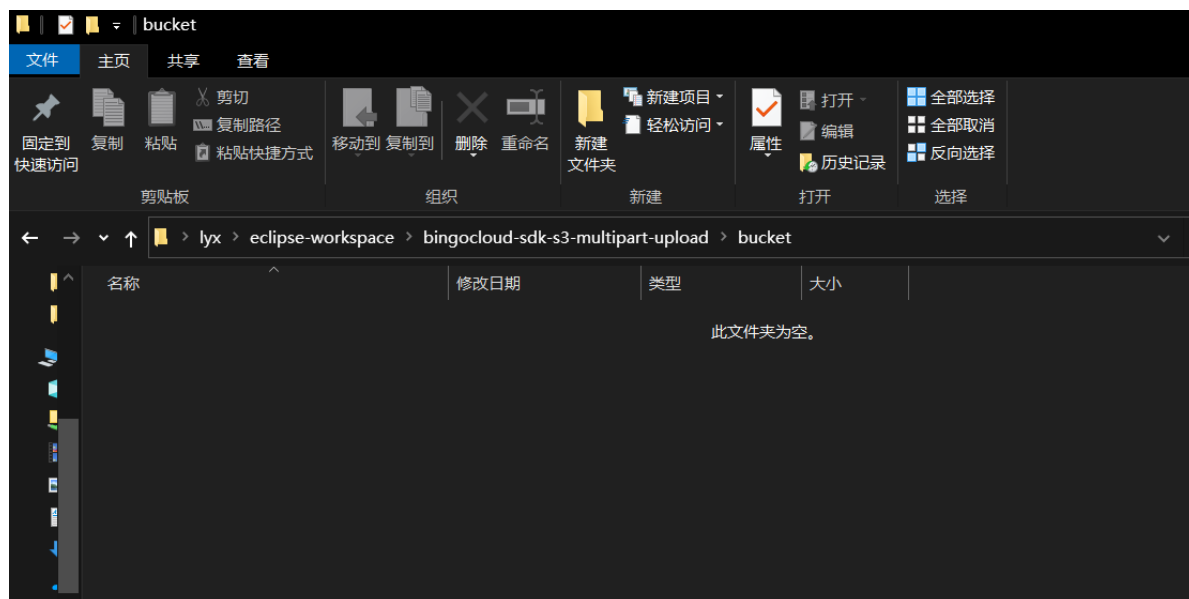 bucket
文件 主页 共享 查看
固定到
快速访问
复制
粘贴
剪切
复制路径
粘贴快捷方式
剪贴板
移动到
复制到
删除
重命名
组织
新建
文件夹
新建项目
轻松访问
新建
属性
打开
编辑
历史记录
打开
全部选择
全部取消
反向选择
选择
lyx > eclipse-workspace > bingocloud-sdk-s3-multipart-upload > bucket
名称 修改日期 类型 大小
此文件夹为空。